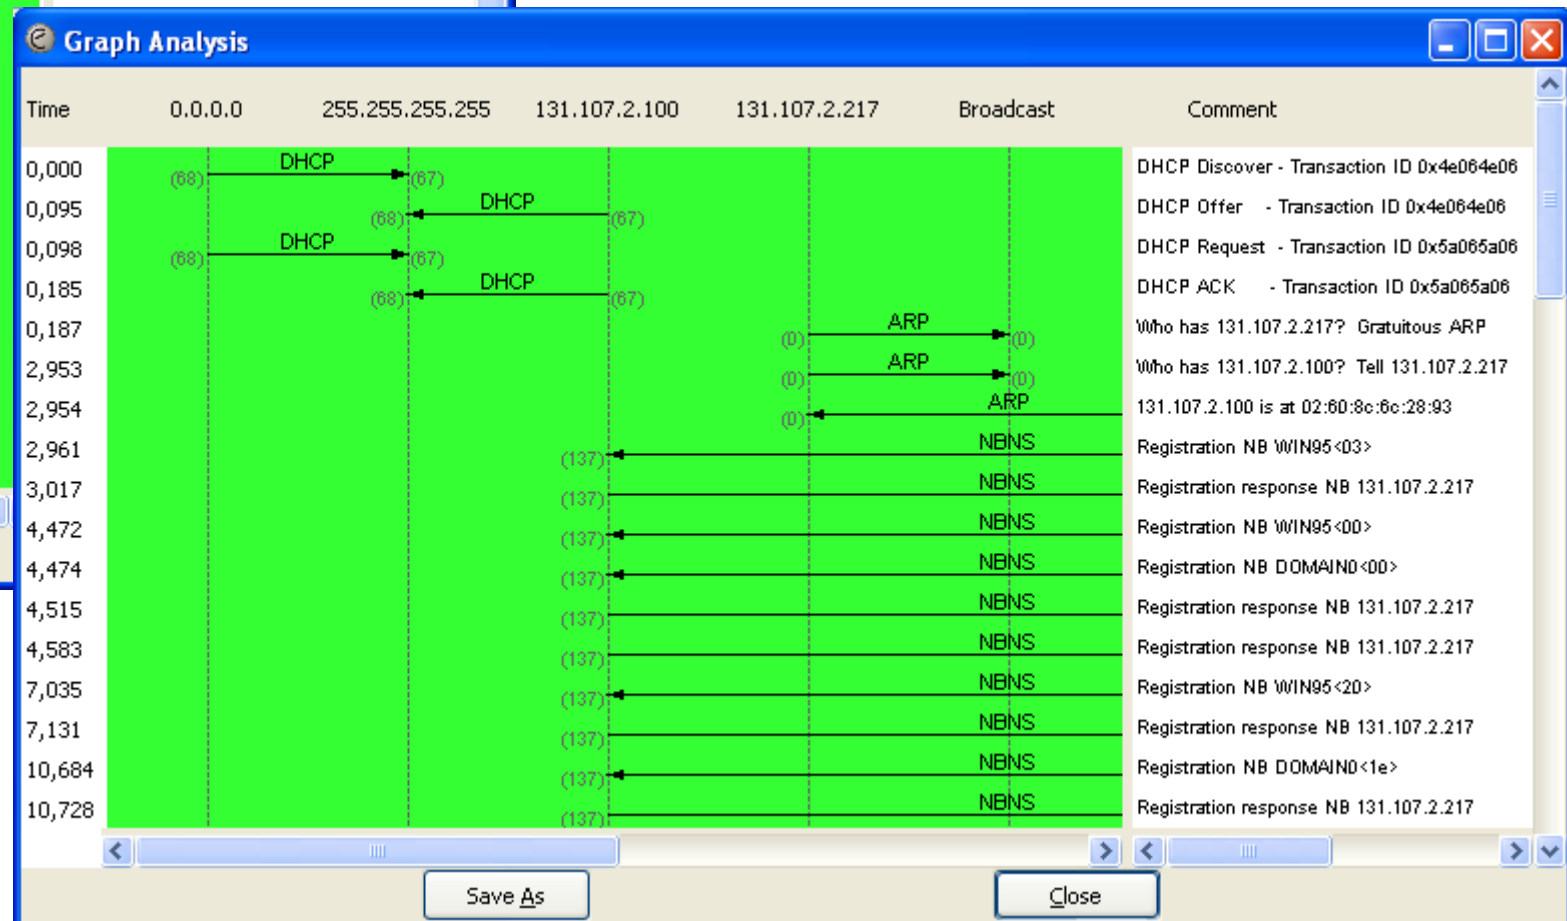 Graph Analysis
Time 0.0.0.0 255.255.255.255 131.107.2.100 131.107.2.217 Broadcast Comment
0,000 (68) DHCP (67) DHCP Discover - Transaction ID 0x4e064e06
0,095 (68) DHCP (67) DHCP Offer - Transaction ID 0x4e064e06
0,098 (68) DHCP (67) DHCP Request - Transaction ID 0x5a065a06
0,185 (68) DHCP (67) DHCP ACK - Transaction ID 0x5a065a06
0,187 (0) ARP (0) Who has 131.107.2.217? Gratuitous ARP
2,953 (0) ARP (0) Who has 131.107.2.100? Tell 131.107.2.217
2,954 (0) ARP 131.107.2.100 is at 02:60:8c:6c:28:93
2,961 (137) NBNS Registration NB WIN95<03>
3,017 (137) NBNS Registration response NB 131.107.2.217
4,472 (137) NBNS Registration NB WIN95<00>
4,474 (137) NBNS Registration NB DOMAIN0<00>
4,515 (137) NBNS Registration response NB 131.107.2.217
4,583 (137) NBNS Registration response NB 131.107.2.217
7,035 (137) NBNS Registration NB WIN95<20>
7,131 (137) NBNS Registration response NB 131.107.2.217
10,684 (137) NBNS Registration NB DOMAIN0<1e>
10,728 (137) NBNS Registration response NB 131.107.2.217
Save As Close